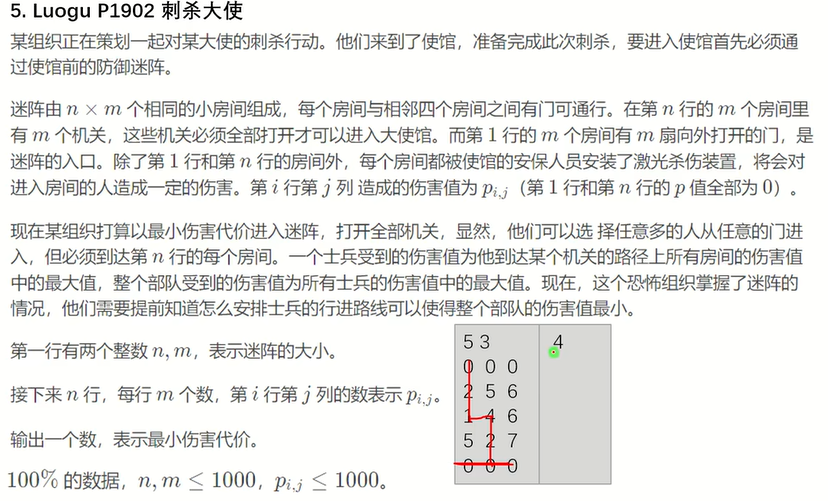 5. Luogu P1902 刺杀大使
某组织正在策划一起对某大使的刺杀行动。他们来到了使馆，准备完成此次刺杀，要进入使馆首先必须通
过使馆前的防御迷阵。
迷阵由 n × m 个相同的小房间组成，每个房间与相邻四个房间之间有门可通行。在第 n 行的 m 个房间里
有 m 个机关，这些机关必须全部打开才可以进入大使馆。而第 1 行的 m 个房间有 m 扇向外打开的门，是
迷阵的入口。除了第 1 行和第 n 行的房间外，每个房间都被使馆的安保人员安装了激光杀伤装置，将会对
进入房间的人造成一定的伤害。第 i 行第 j 列 造成的伤害值为 p_{i,j}（第 1 行和第 n 行的 p 值全部为 0）。
现在某组织打算以最小伤害代价进入迷阵，打开全部机关，显然，他们可以选 择任意多的人从任意的门进
入，但必须到达第 n 行的每个房间。一个士兵受到的伤害值为他到达某个机关的路径上所有房间的伤害值
中的最大值，整个部队受到的伤害值为所有士兵的伤害值中的最大值。现在，这个恐怖组织掌握了迷阵的
情况，他们需要提前知道怎么安排士兵的行进路线可以使得整个部队的伤害值最小。
第一行有两个整数 n, m，表示迷阵的大小。
接下来 n 行，每行 m 个数，第 i 行第 j 列的数表示 p_{i,j}。
输出一个数，表示最小伤害代价。
100% 的数据，n, m ≤ 1000，p_{i,j} ≤ 1000。
5 3
0 0 0
2 5 6
1 4 6
5 2 7
0 0 0
4